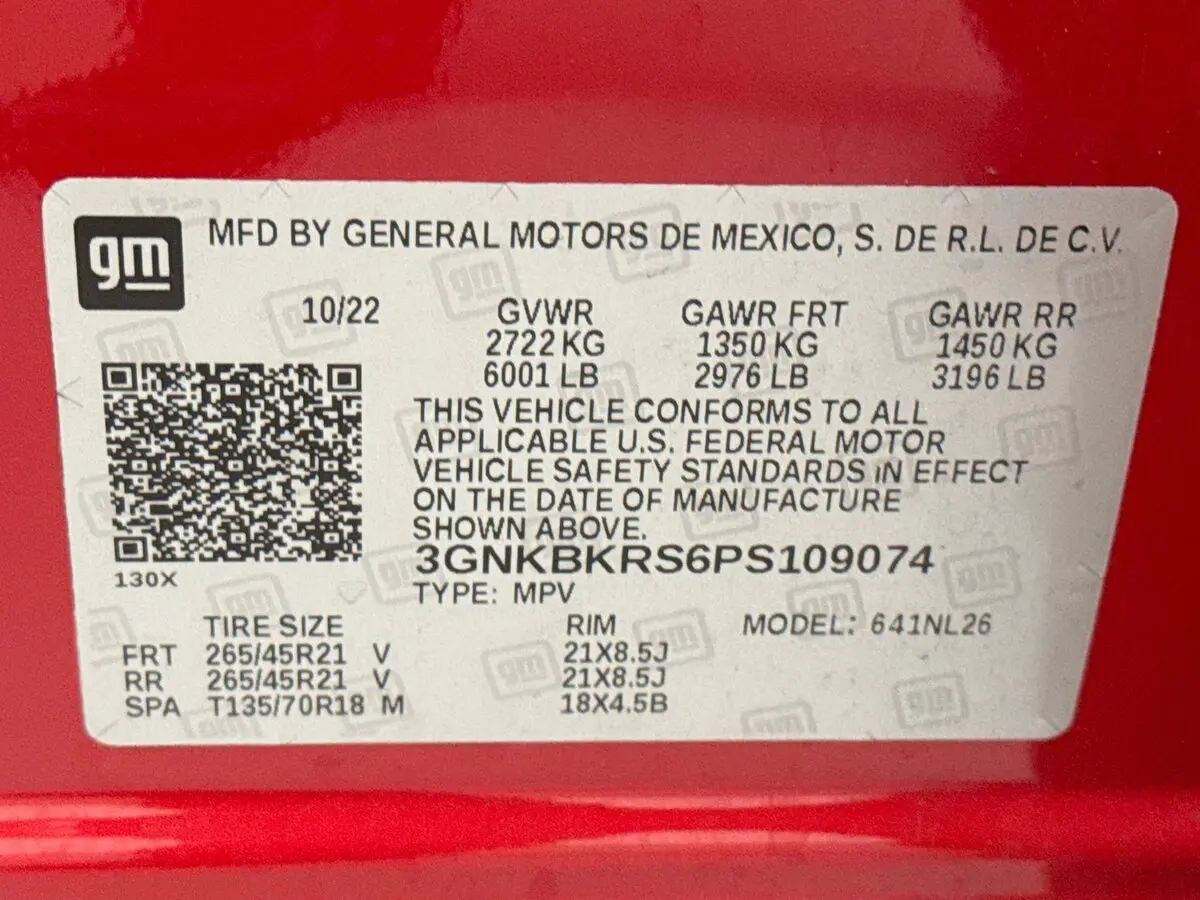 gm MFD BY GENERAL MOTORS DE MEXICO, S. DE R.L. DE C.V.
10/22 GVWR GAWR FRT GAWR RR
2722 KG 1350 KG 1450 KG
6001 LB 2976 LB 3196 LB
THIS VEHICLE CONFORMS TO ALL
APPLICABLE U.S. FEDERAL MOTOR
VEHICLE SAFETY STANDARDS IN EFFECT
ON THE DATE OF MANUFACTURE
SHOWN ABOVE.
3GNKBKRS6PS109074
130X
TYPE: MPV
TIRE SIZE RIM MODEL: 641NL26
FRT 265/45R21 V 21X8.5J
RR 265/45R21 V 21X8.5J
SPA T135/70R18 M 18X4.5B